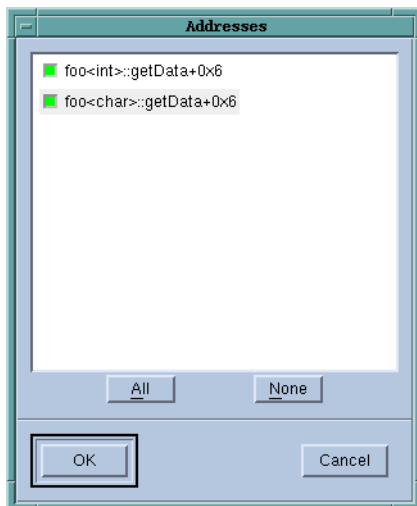 Addresses
foo<int>::getData+0x6
foo<char>::getData+0x6
All
None
OK
Cancel